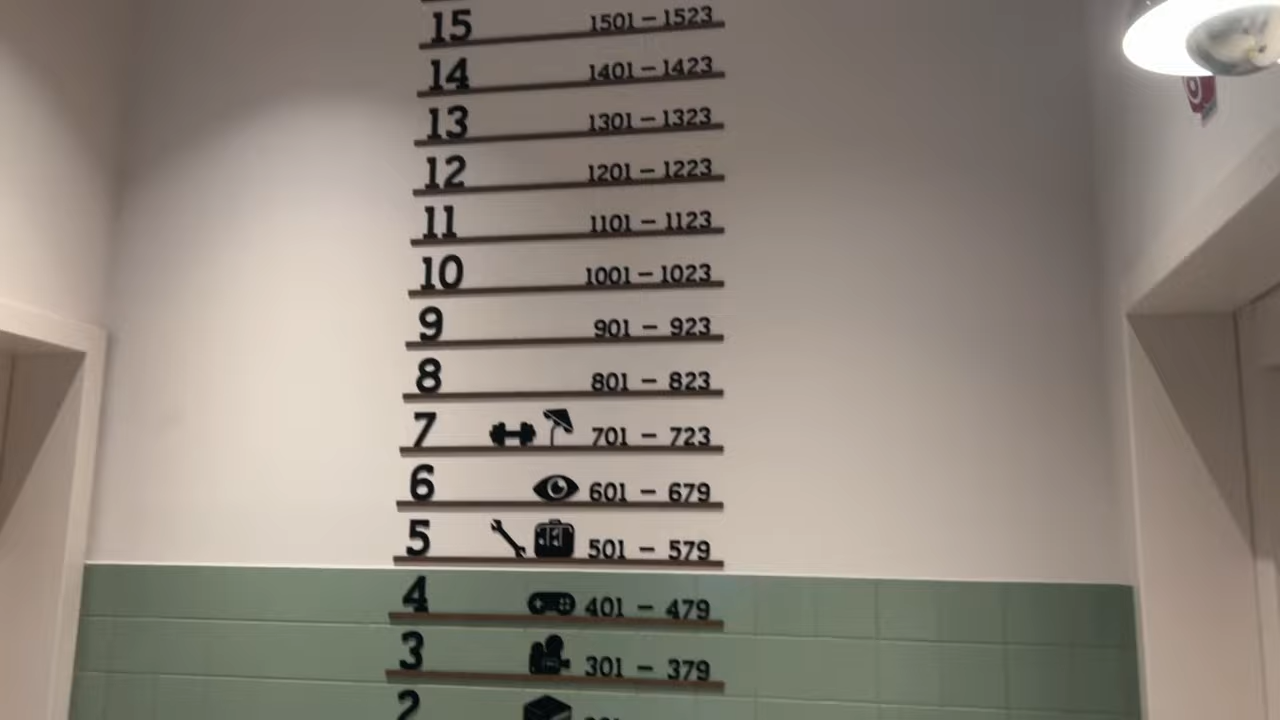 15 1501 – 1523
14 1401 – 1423
13 1301 – 1323
12 1201 – 1223
11 1101 – 1123
10 1001 – 1023
9 901 – 923
8 801 – 823
7 701 – 723
6 601 – 679
5 501 – 579
4 401 – 479
3 301 – 379
2